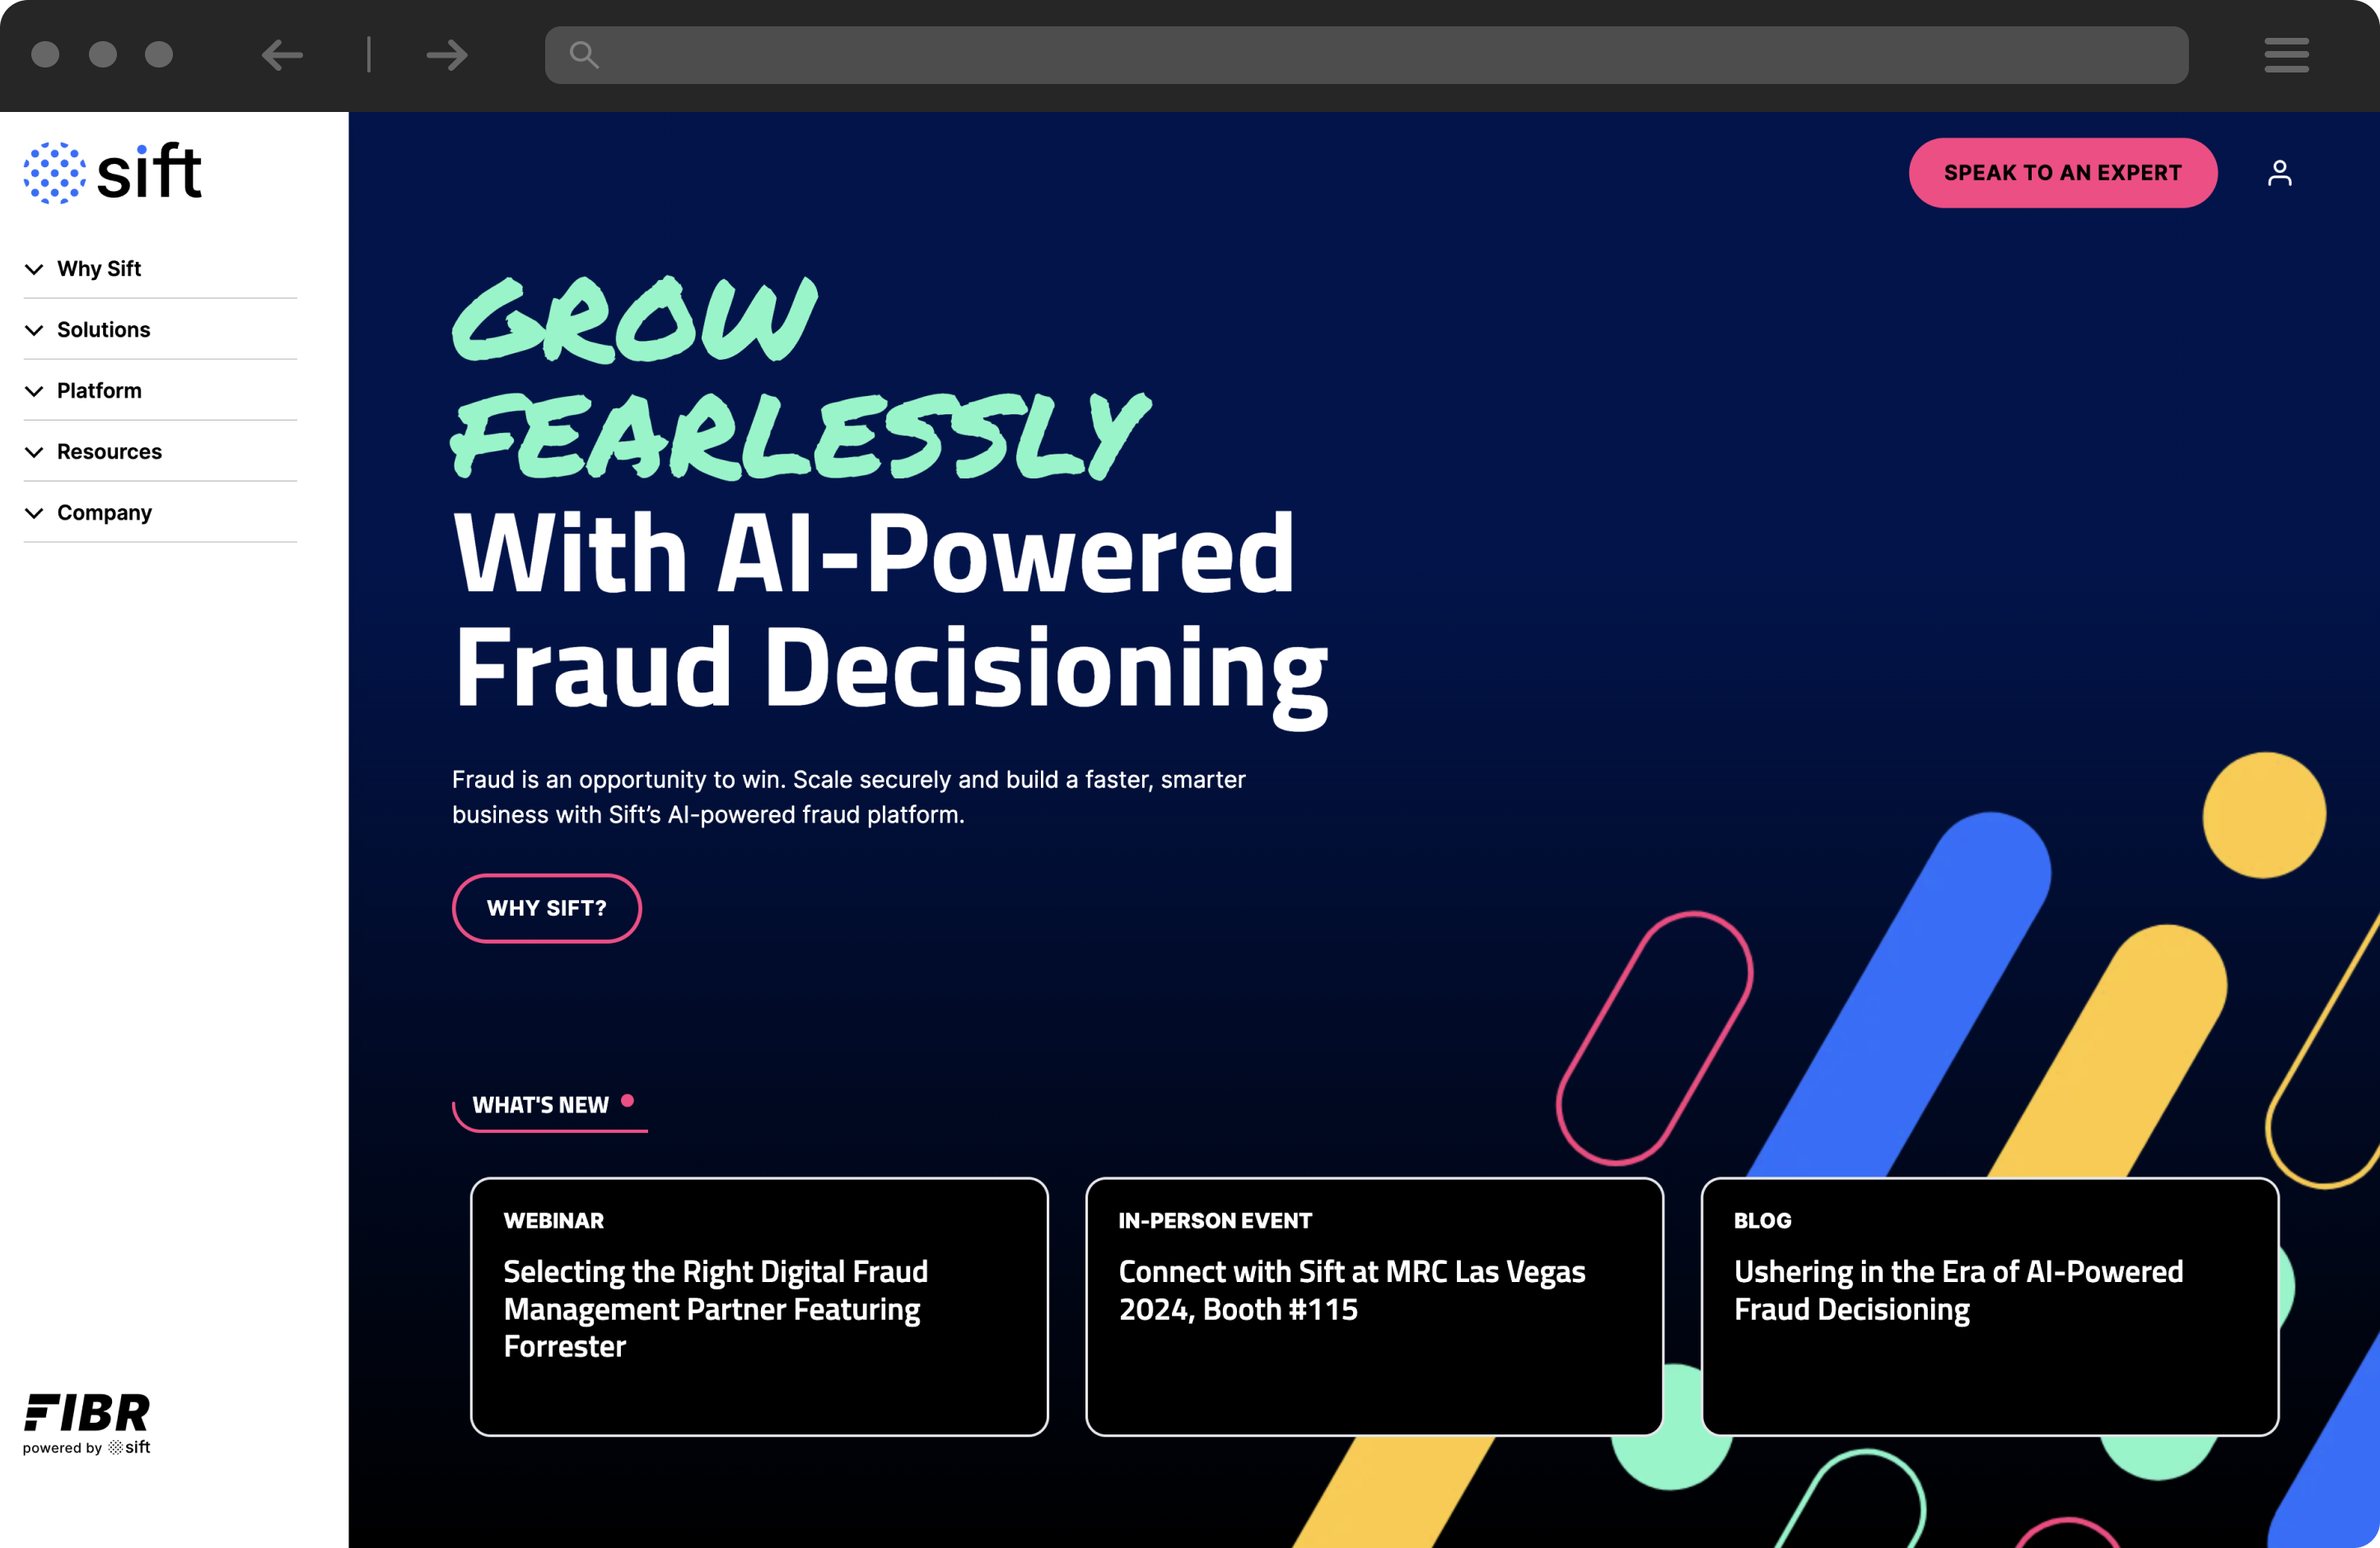 sift
Why Sift
Solutions
Platform
Resources
Company
FIBR
powered by sift
SPEAK TO AN EXPERT
GROW
FEARLESSLY
With AI-Powered
Fraud Decisioning
Fraud is an opportunity to win. Scale securely and build a faster, smarter
business with Sift’s AI-powered fraud platform.
WHY SIFT?
WHAT'S NEW
WEBINAR
Selecting the Right Digital Fraud
Management Partner Featuring
Forrester
IN-PERSON EVENT
Connect with Sift at MRC Las Vegas
2024, Booth #115
BLOG
Ushering in the Era of AI-Powered
Fraud Decisioning